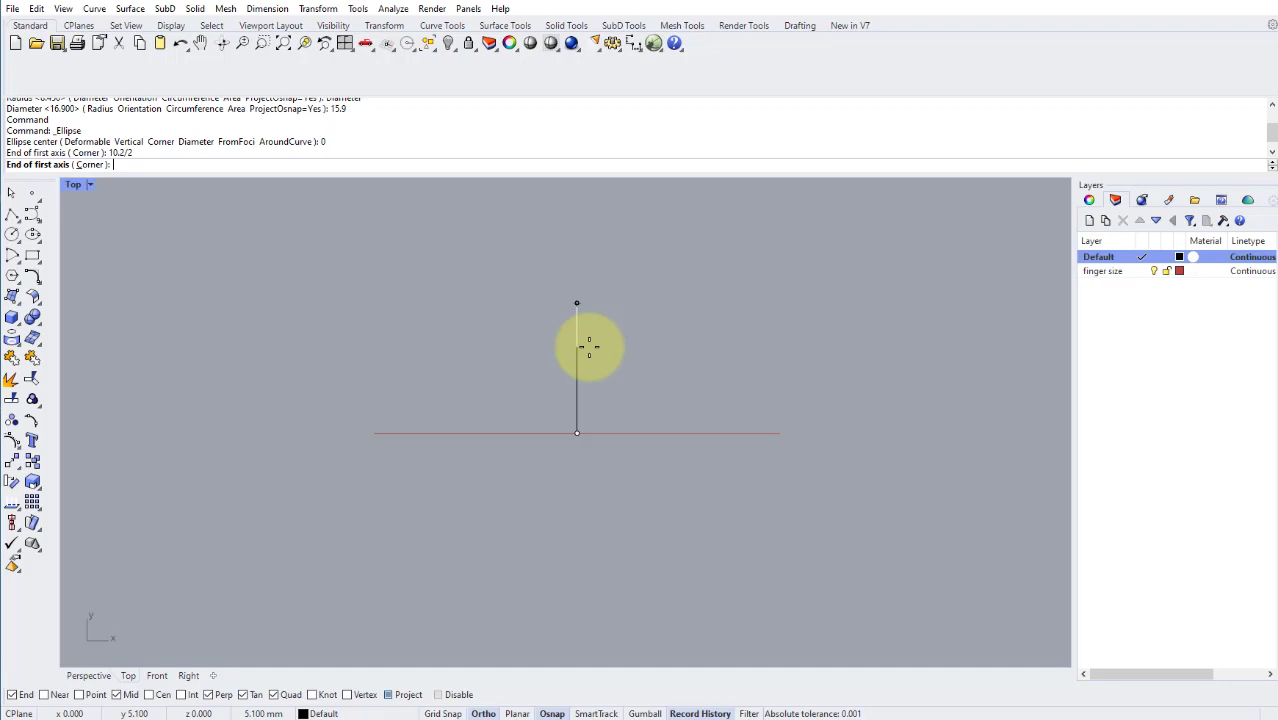 File Edit View Curve Surface SubD Solid Mesh Dimension Transform Tools Analyze Render Panels Help
Standard CPlanes Set View Display Select Viewport Layout Visibility Transform Curve Tools Surface Tools Solid Tools SubD Tools Mesh Tools Render Tools Drafting New in V7
Diameter <16.900> ( Radius Orientation Circumference Area ProjectOsnap=Yes ): 15.9
Command
Command: _Ellipse
Ellipse center ( Deformable Vertical Corner Diameter FromFoci AroundCurve ): 0
End of first axis ( Corner ): 10.2/2
End of first axis ( Corner ):
Top
Layers
Layer Material Linetype
Default Continuous
finger size Continuous
y
x
Perspective Top Front Right
End Near Point Mid Cen Int Perp Tan Quad Knot Vertex Project Disable
CPlane x 0.000 y 5.100 z 0.000 5.100 mm Default Grid Snap Ortho Planar Osnap SmartTrack Gumball Record History Filter Absolute tolerance: 0.001